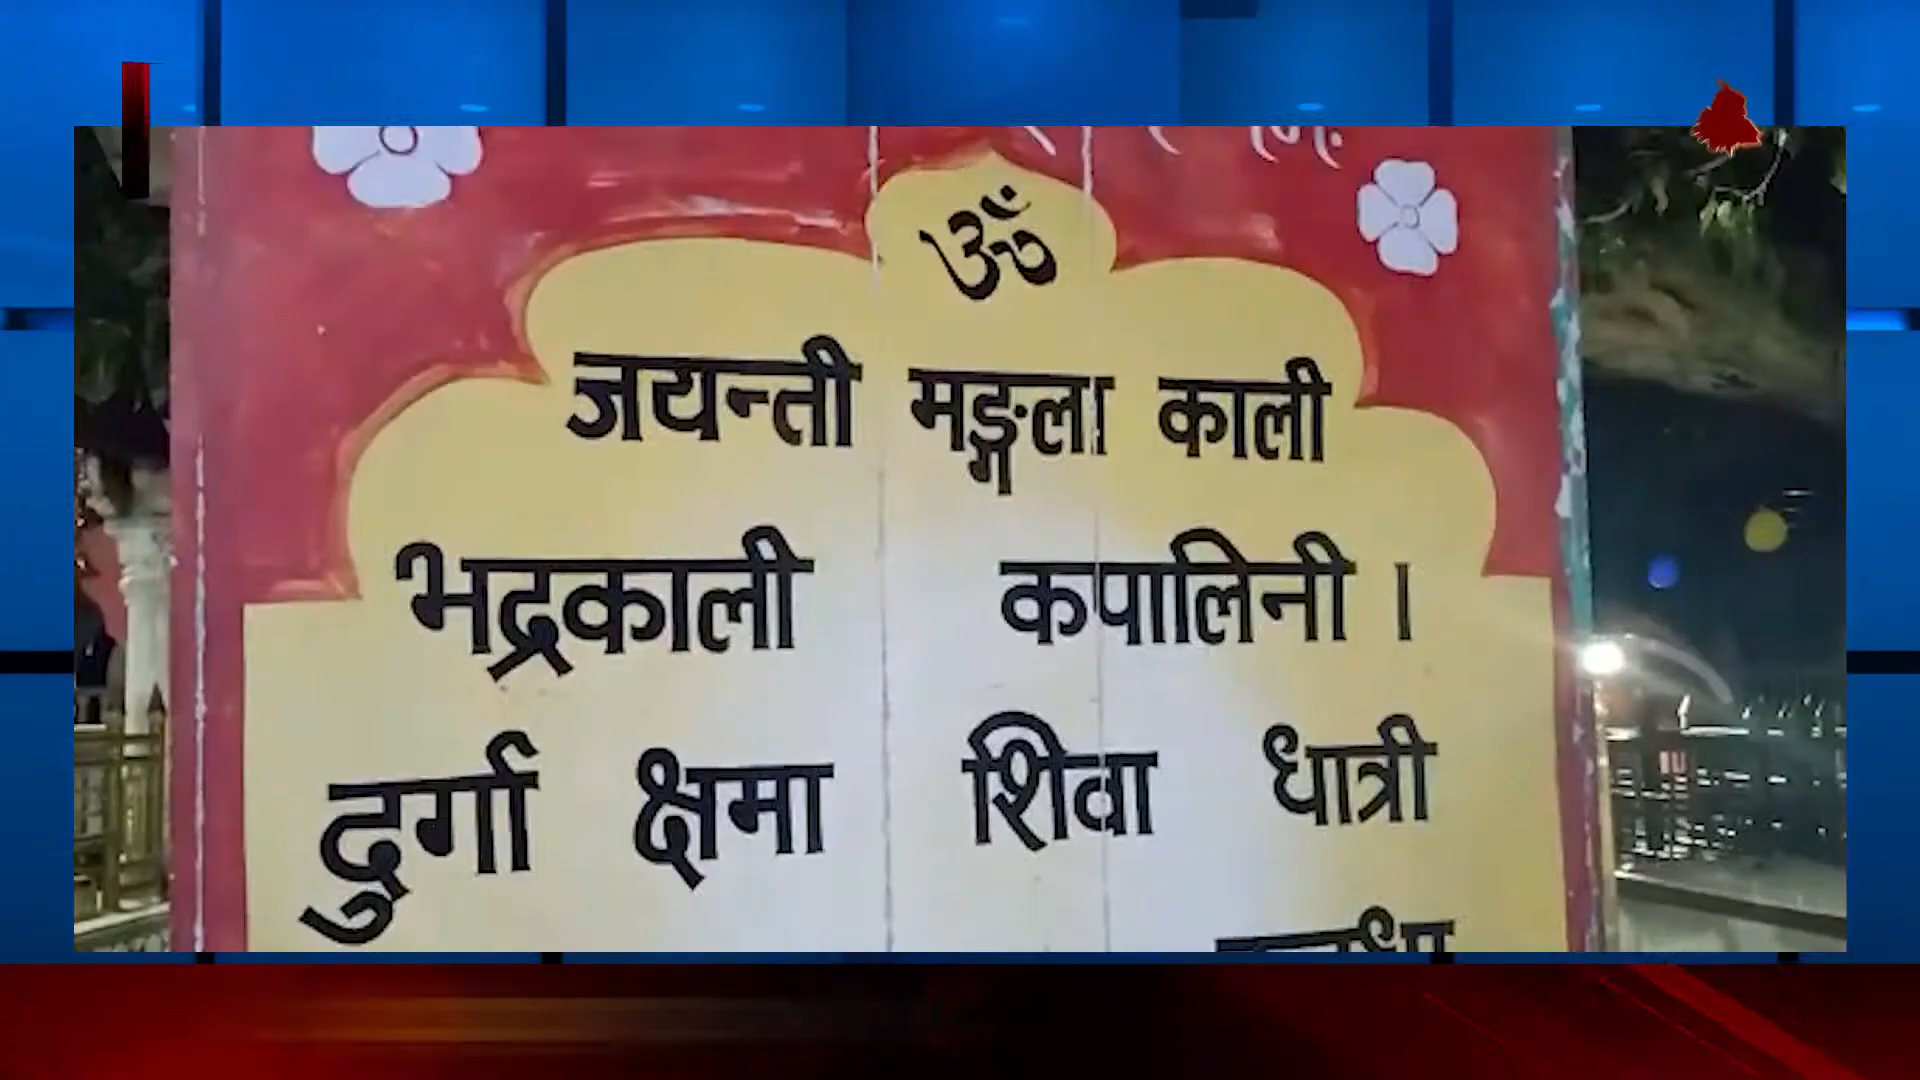 ॐ
जयन्ती मङ्गला काली
भद्रकाली कपालिनी ।
दुर्गा क्षमा शिवा धात्री